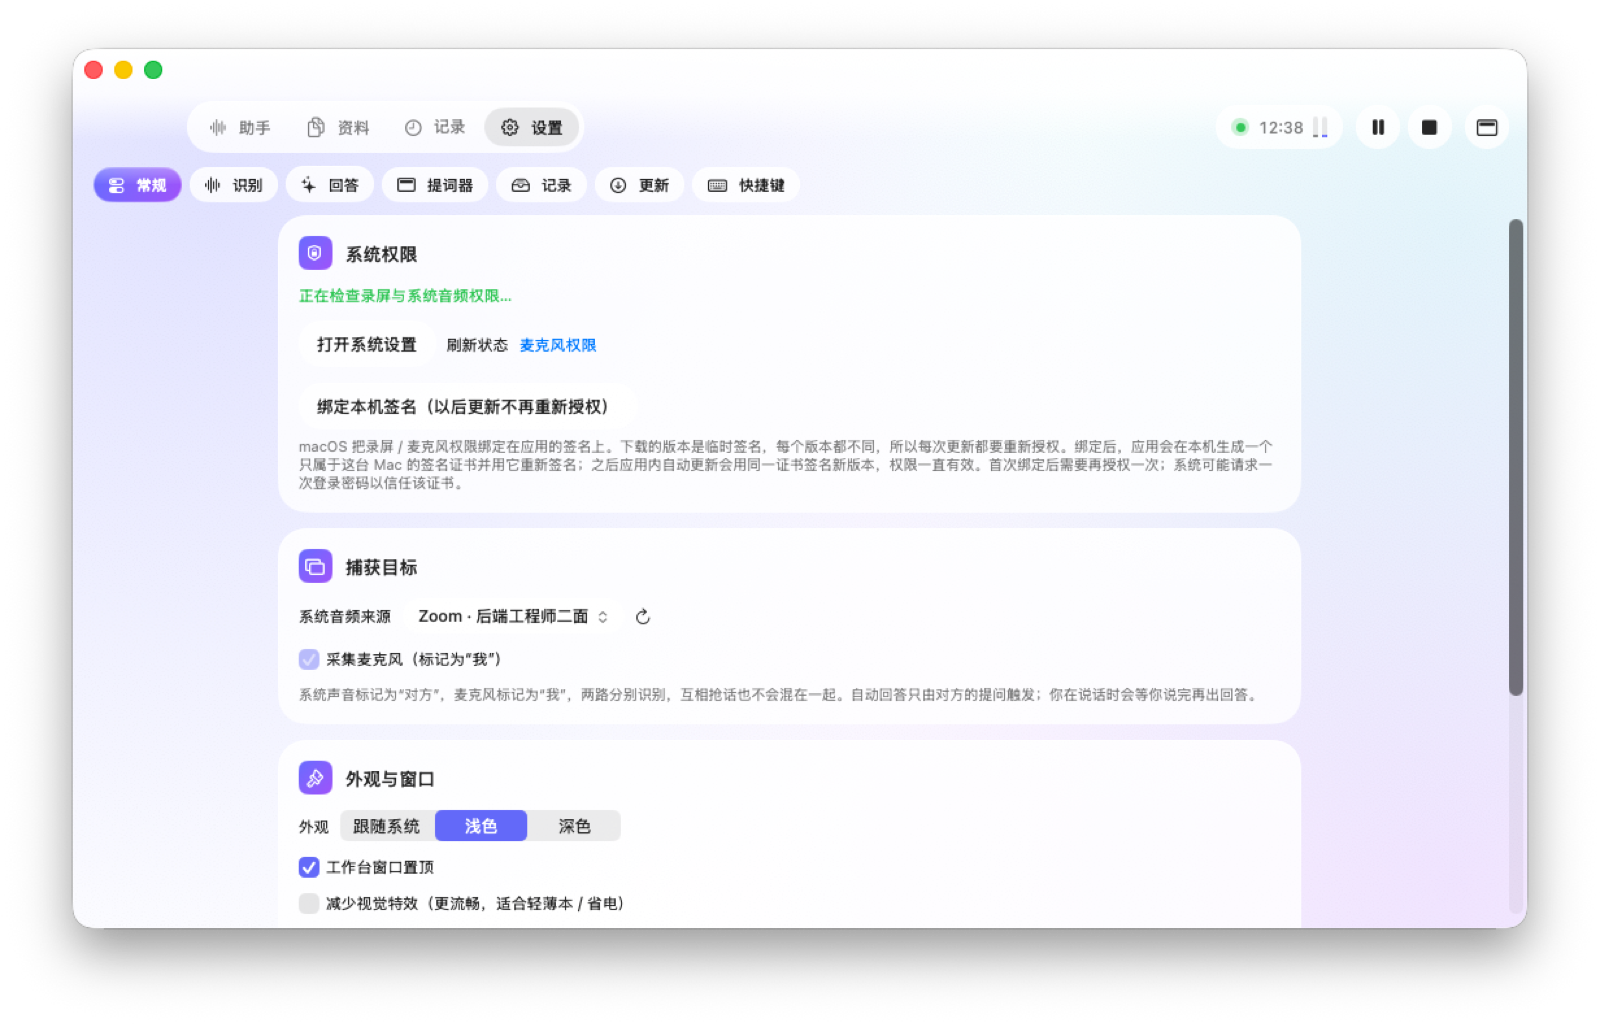 助手 资料 记录 设置 12:38
常规 识别 回答 提词器 记录 更新 快捷键
系统权限
正在检查录屏与系统音频权限...
打开系统设置 刷新状态 麦克风权限
绑定本机签名（以后更新不再重新授权）
macOS 把录屏 / 麦克风权限绑定在应用的签名上。下载的版本是临时签名，每个版本都不同，所以每次更新都要重新授权。绑定后，应用会在本机生成一个
只属于这台 Mac 的签名证书并用它重新签名；之后应用内自动更新会用同一证书签名新版本，权限一直有效。首次绑定后需要再授权一次；系统可能请求一
次登录密码以信任该证书。
捕获目标
系统音频来源 Zoom · 后端工程师二面
采集麦克风（标记为“我”）
系统声音标记为“对方”，麦克风标记为“我”，两路分别识别，互相抢话也不会混在一起。自动回答只由对方的提问触发；你在说话时会等你说完再出回答。
外观与窗口
外观 跟随系统 浅色 深色
工作台窗口置顶
减少视觉特效（更流畅，适合轻薄本 / 省电）